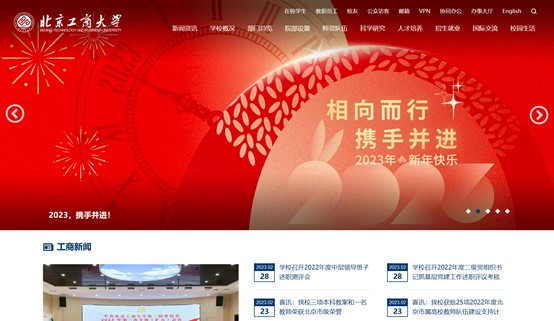 在校学生 教职员工 校友 公众访客 邮箱 VPN 协同办公 办事大厅 English
北京工商大学
BEIJING TECHNOLOGY AND BUSINESS UNIVERSITY
新闻资讯 学校概况 部门总览 院部设置 师资队伍 科学研究 人才培养 招生就业 国际交流 校园生活
相向而行
携手并进
2023年 新年快乐
2023
2023，携手并进！
工商新闻
2023-02
28
学校召开2022年度中层领导班子
述职测评会
2023-02
28
学校召开2022年度二级党组织书
记抓基层党建工作述职评议考核
2023-02
23
喜讯：我校三项本科教案和一名
教师荣获北京市级荣誉
2023-02
23
喜讯：我校获批25项2022年度北
京市属高校教师队伍建设支持计